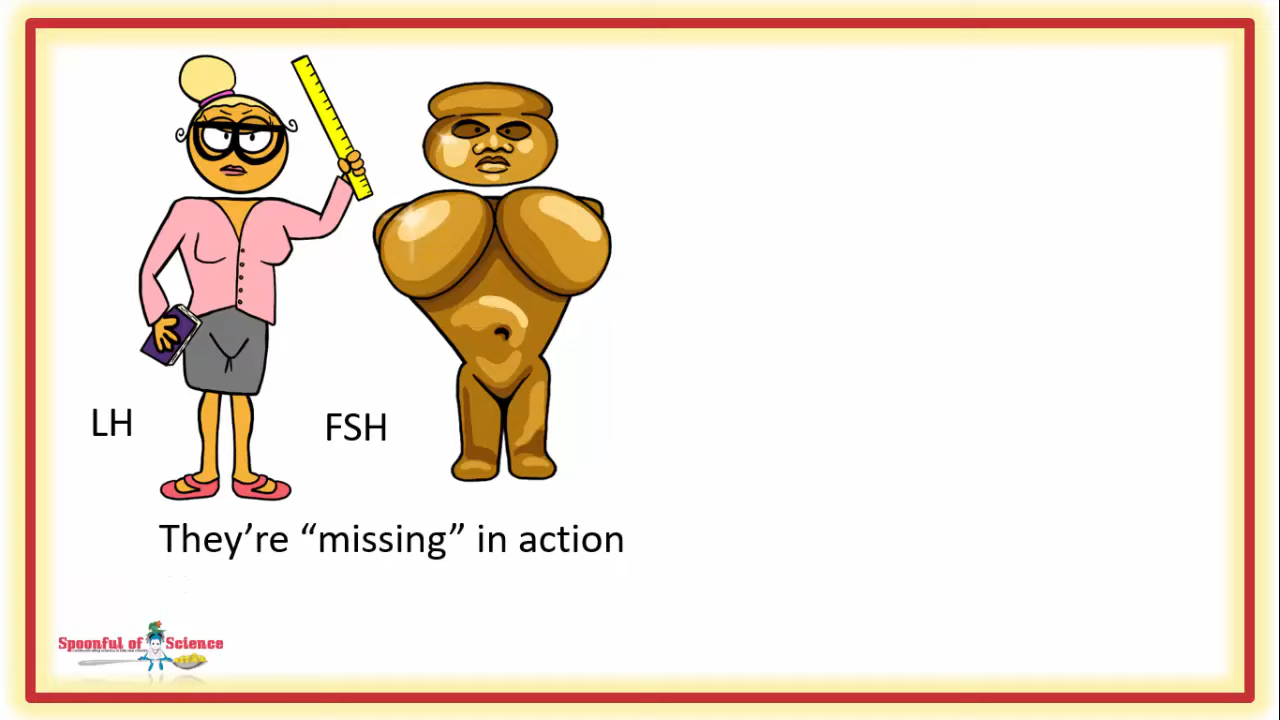 LH
FSH
They're “missing” in action
Spoonful of Science